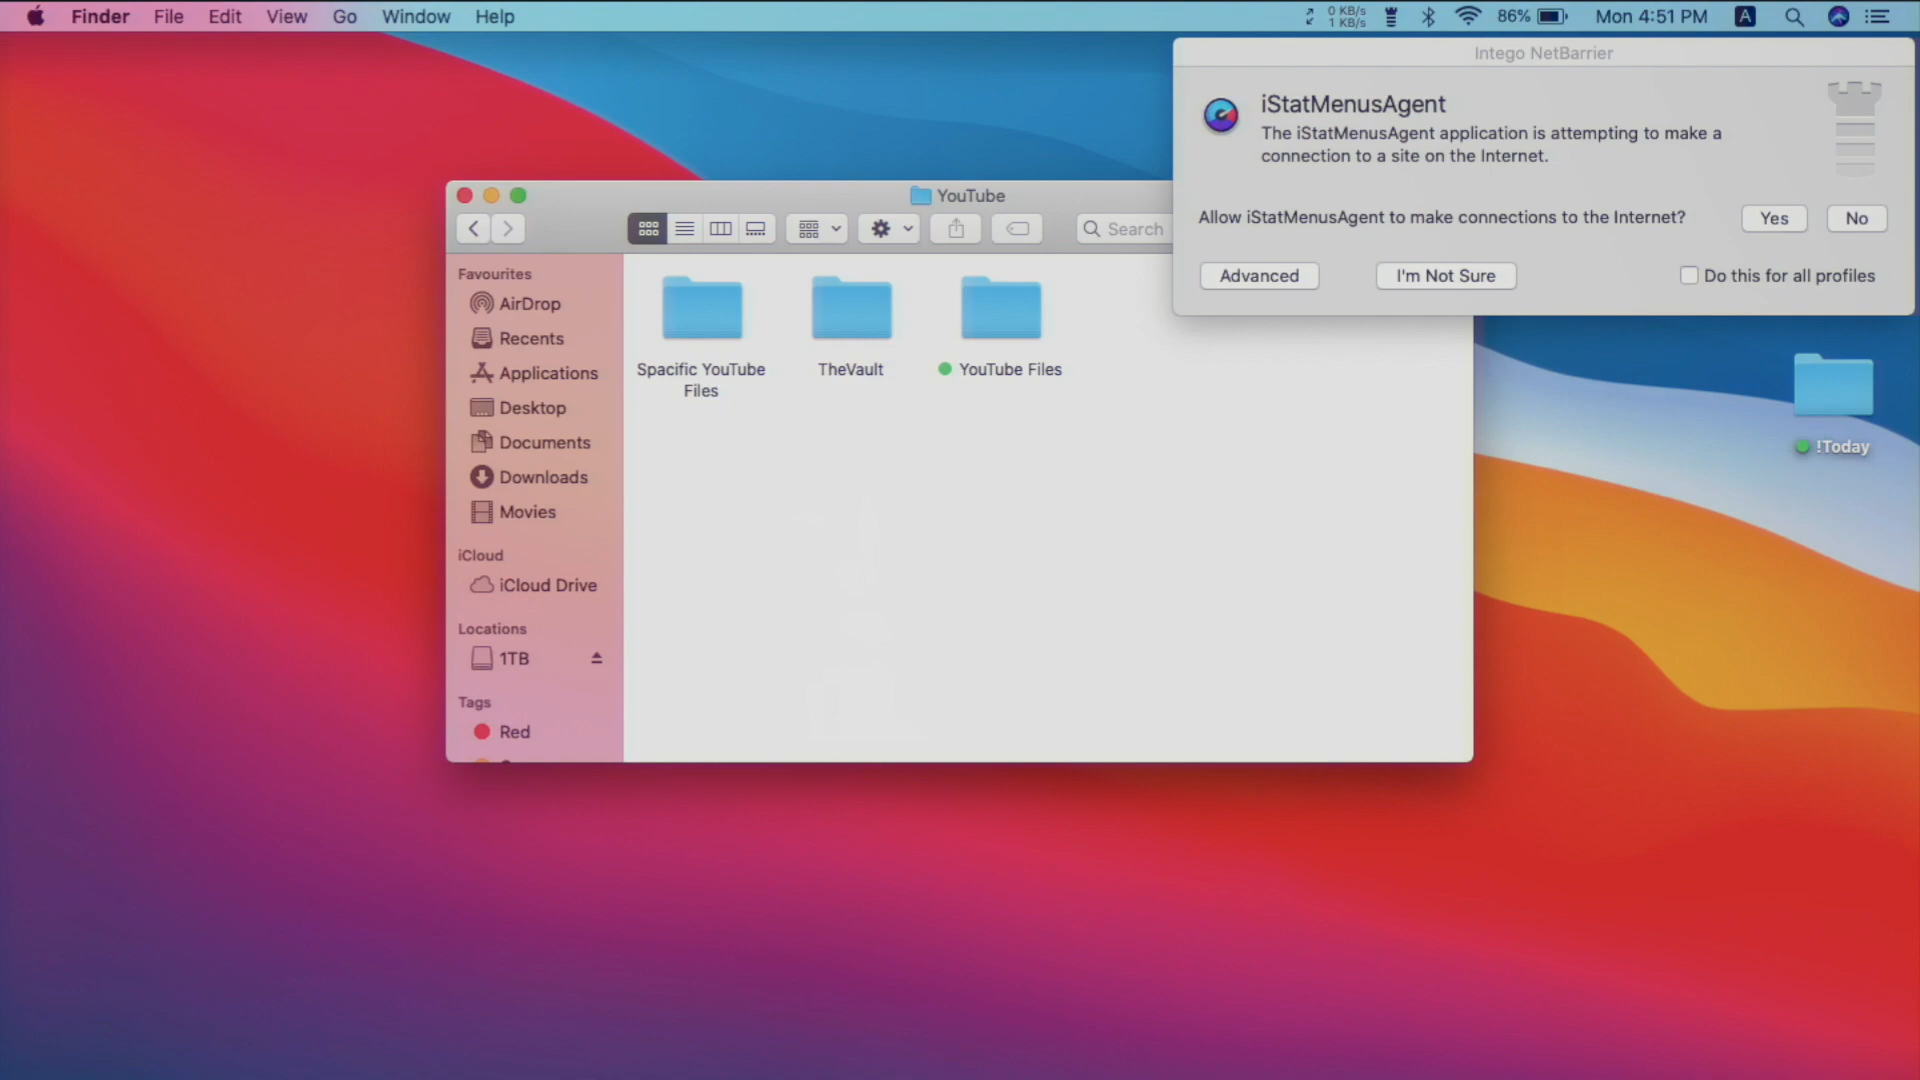 Finder File Edit View Go Window Help
0 KB/s
1 KB/s
86% Mon 4:51 PM A
Intego NetBarrier
iStatMenusAgent
The iStatMenusAgent application is attempting to make a
connection to a site on the Internet.
Allow iStatMenusAgent to make connections to the Internet? Yes No
Advanced I'm Not Sure Do this for all profiles
YouTube
Search
Favourites
AirDrop
Recents
Applications
Desktop
Documents
Downloads
Movies
iCloud
iCloud Drive
Locations
1TB
Tags
Red
Spacific YouTube
Files
TheVault
YouTube Files
!Today